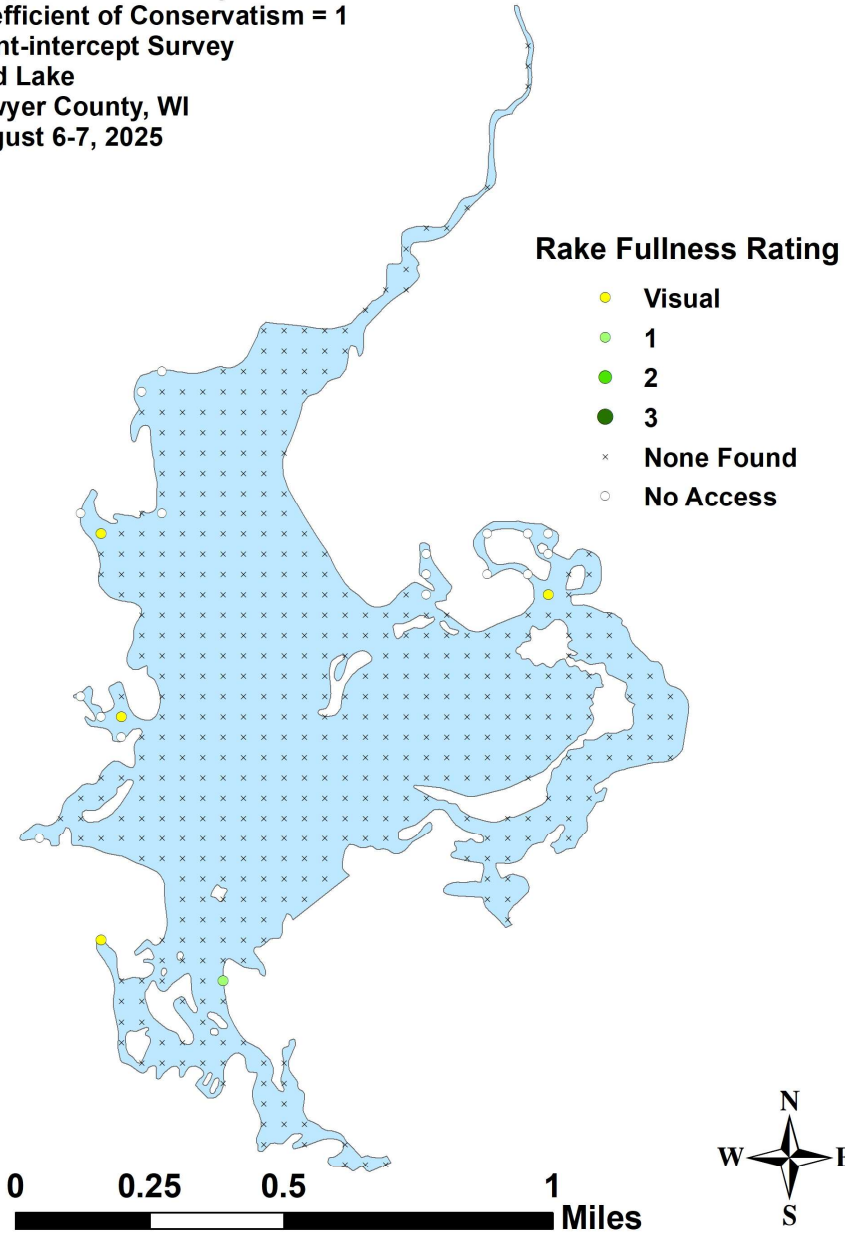 efficient of Conservatism = 1
nt-intercept Survey
d Lake
yer County, WI
gust 6-7, 2025
Rake Fullness Rating
Visual
1
2
3
None Found
No Access
N
W
S
0 0.25 0.5 1
Miles